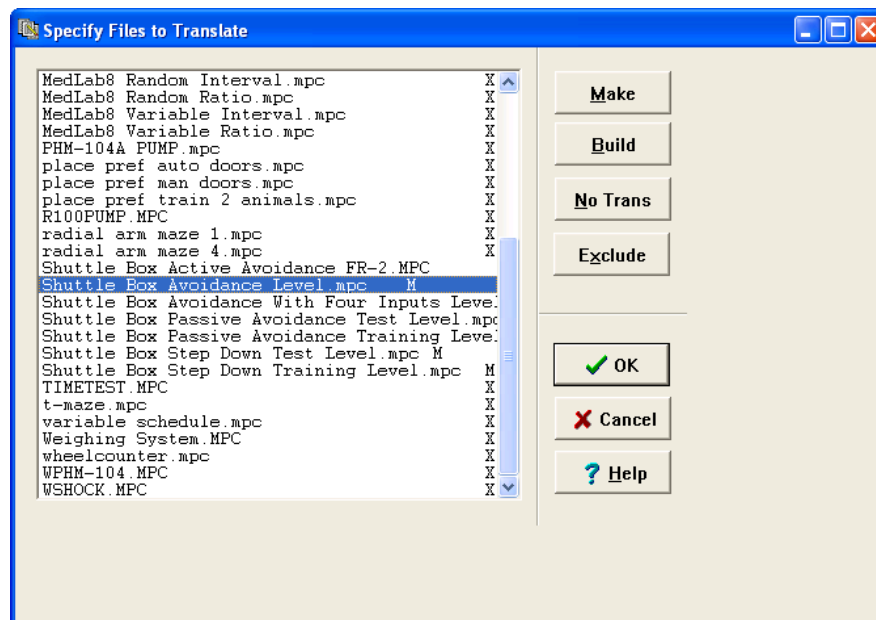 Specify Files to Translate
MedLab8 Random Interval.mpc X
MedLab8 Random Ratio.mpc X
MedLab8 Variable Interval.mpc X
MedLab8 Variable Ratio.mpc X
PHM-104A PUMP.mpc X
place pref auto doors.mpc X
place pref man doors.mpc X
place pref train 2 animals.mpc X
R100PUMP.MPC X
radial arm maze 1.mpc X
radial arm maze 4.mpc X
Shuttle Box Active Avoidance FR-2.MPC
Shuttle Box Avoidance Level.mpc M
Shuttle Box Avoidance With Four Inputs Leve
Shuttle Box Passive Avoidance Test Level.mpc
Shuttle Box Passive Avoidance Training Leve
Shuttle Box Step Down Test Level.mpc M
Shuttle Box Step Down Training Level.mpc M
TIMETEST.MPC X
t-maze.mpc X
variable schedule.mpc X
Weighing System.MPC X
wheelcounter.mpc X
WPHM-104.MPC X
WSHOCK.MPC X
Make
Build
No Trans
Exclude
OK
Cancel
Help